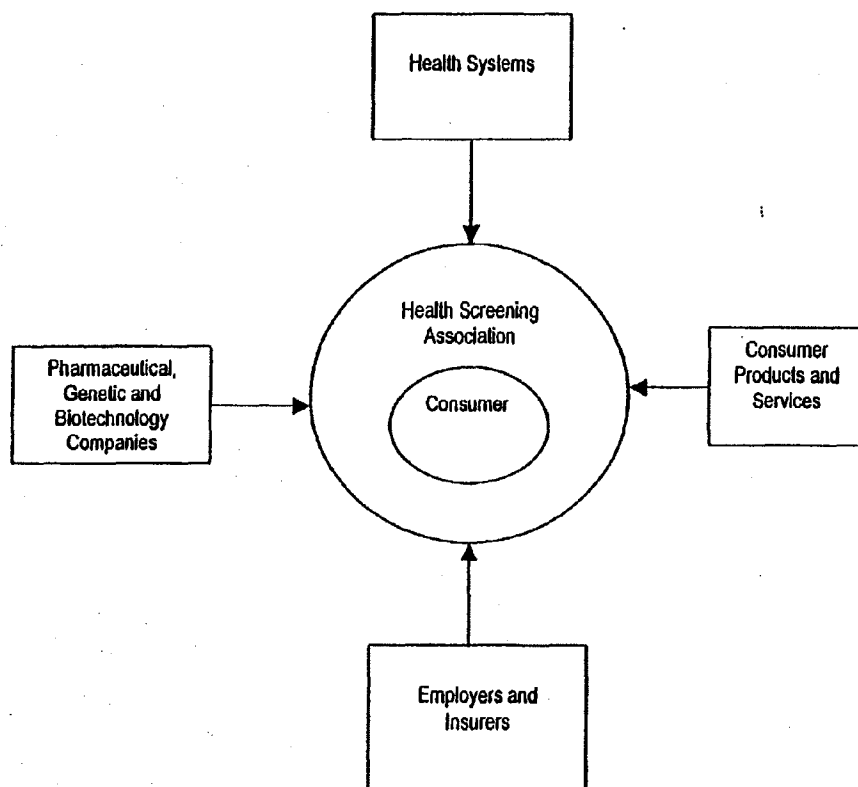 Health Systems
Health Screening
Association
Consumer
Pharmaceutical,
Genetic and
Biotechnology
Companies
Consumer
Products and
Services
Employers and
Insurers